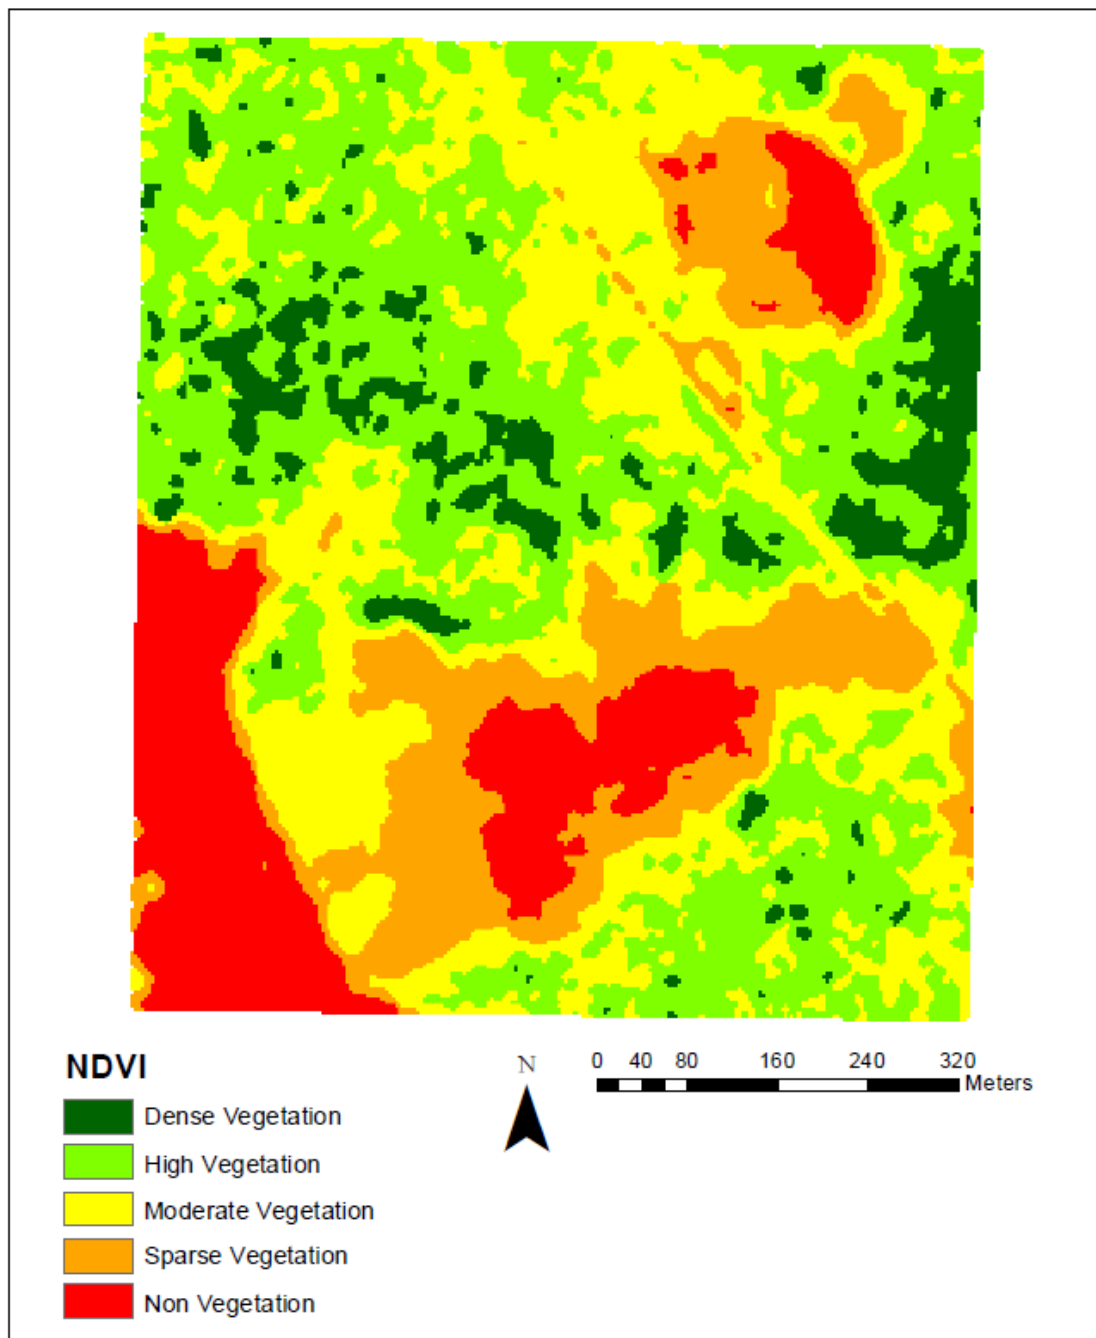 NDVI
Dense Vegetation
High Vegetation
Moderate Vegetation
Sparse Vegetation
Non Vegetation
N
0 40 80 160 240 320
Meters